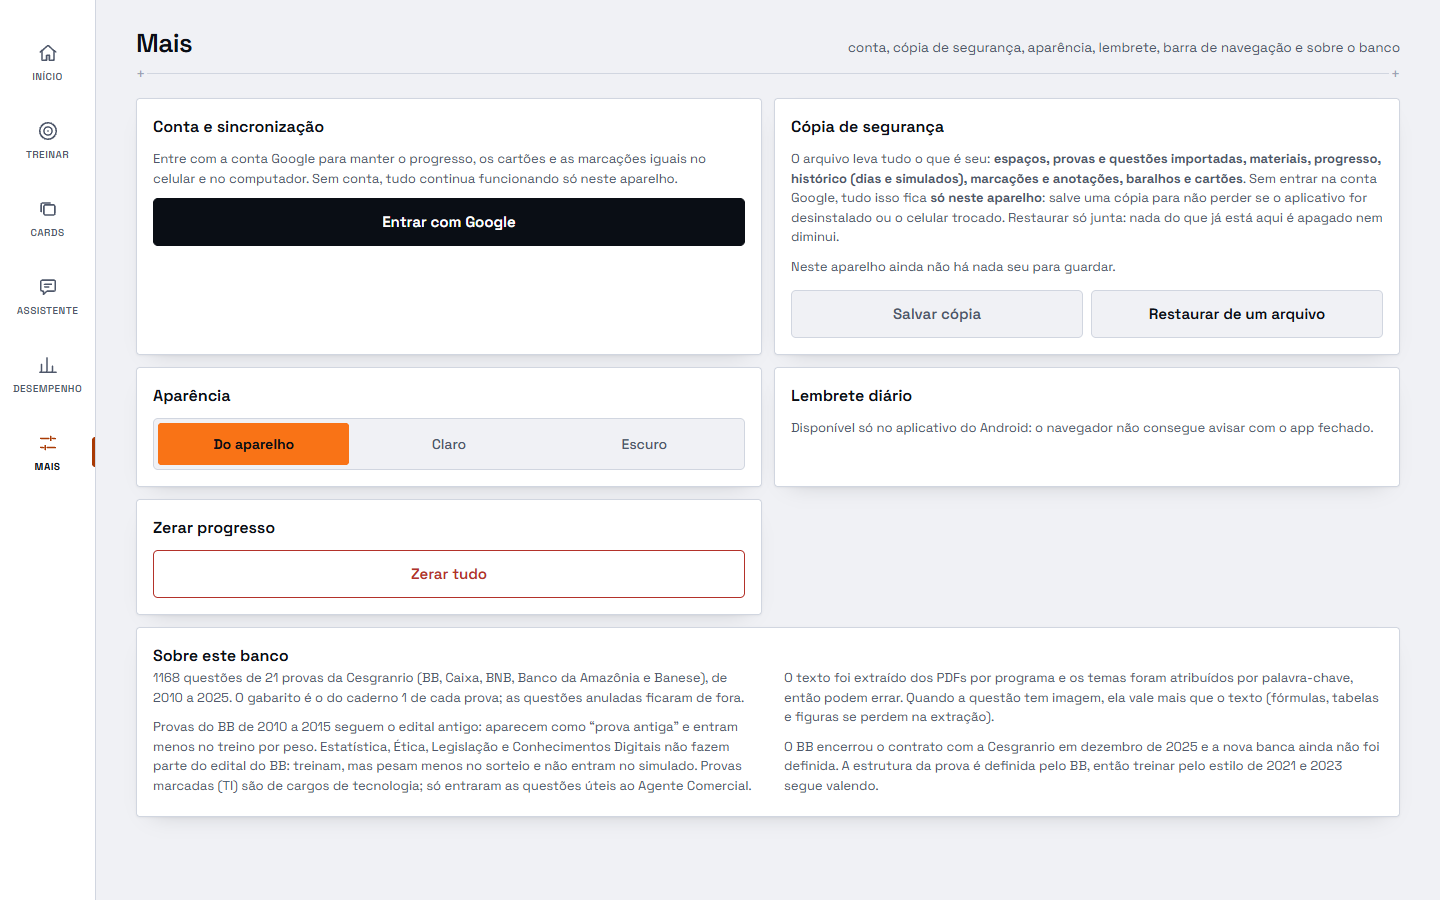 INÍCIO
TREINAR
CARDS
ASSISTENTE
DESEMPENHO
MAIS
Mais
conta, cópia de segurança, aparência, lembrete, barra de navegação e sobre o banco
Conta e sincronização
Entre com a conta Google para manter o progresso, os cartões e as marcações iguais no
celular e no computador. Sem conta, tudo continua funcionando só neste aparelho.
Entrar com Google
Cópia de segurança
O arquivo leva tudo o que é seu: espaços, provas e questões importadas, materiais, progresso,
histórico (dias e simulados), marcações e anotações, baralhos e cartões. Sem entrar na conta
Google, tudo isso fica só neste aparelho: salve uma cópia para não perder se o aplicativo for
desinstalado ou o celular trocado. Restaurar só junta: nada do que já está aqui é apagado nem
diminui.
Neste aparelho ainda não há nada seu para guardar.
Salvar cópia
Restaurar de um arquivo
Aparência
Do aparelho
Claro
Escuro
Lembrete diário
Disponível só no aplicativo do Android: o navegador não consegue avisar com o app fechado.
Zerar progresso
Zerar tudo
Sobre este banco
1168 questões de 21 provas da Cesgranrio (BB, Caixa, BNB, Banco da Amazônia e Banese), de
2010 a 2025. O gabarito é o do caderno 1 de cada prova; as questões anuladas ficaram de fora.
Provas do BB de 2010 a 2015 seguem o edital antigo: aparecem como “prova antiga” e entram
menos no treino por peso. Estatística, Ética, Legislação e Conhecimentos Digitais não fazem
parte do edital do BB: treinam, mas pesam menos no sorteio e não entram no simulado. Provas
marcadas (TI) são de cargos de tecnologia; só entraram as questões úteis ao Agente Comercial.
O texto foi extraído dos PDFs por programa e os temas foram atribuídos por palavra-chave,
então podem errar. Quando a questão tem imagem, ela vale mais que o texto (fórmulas, tabelas
e figuras se perdem na extração).
O BB encerrou o contrato com a Cesgranrio em dezembro de 2025 e a nova banca ainda não foi
definida. A estrutura da prova é definida pelo BB, então treinar pelo estilo de 2021 e 2023
segue valendo.